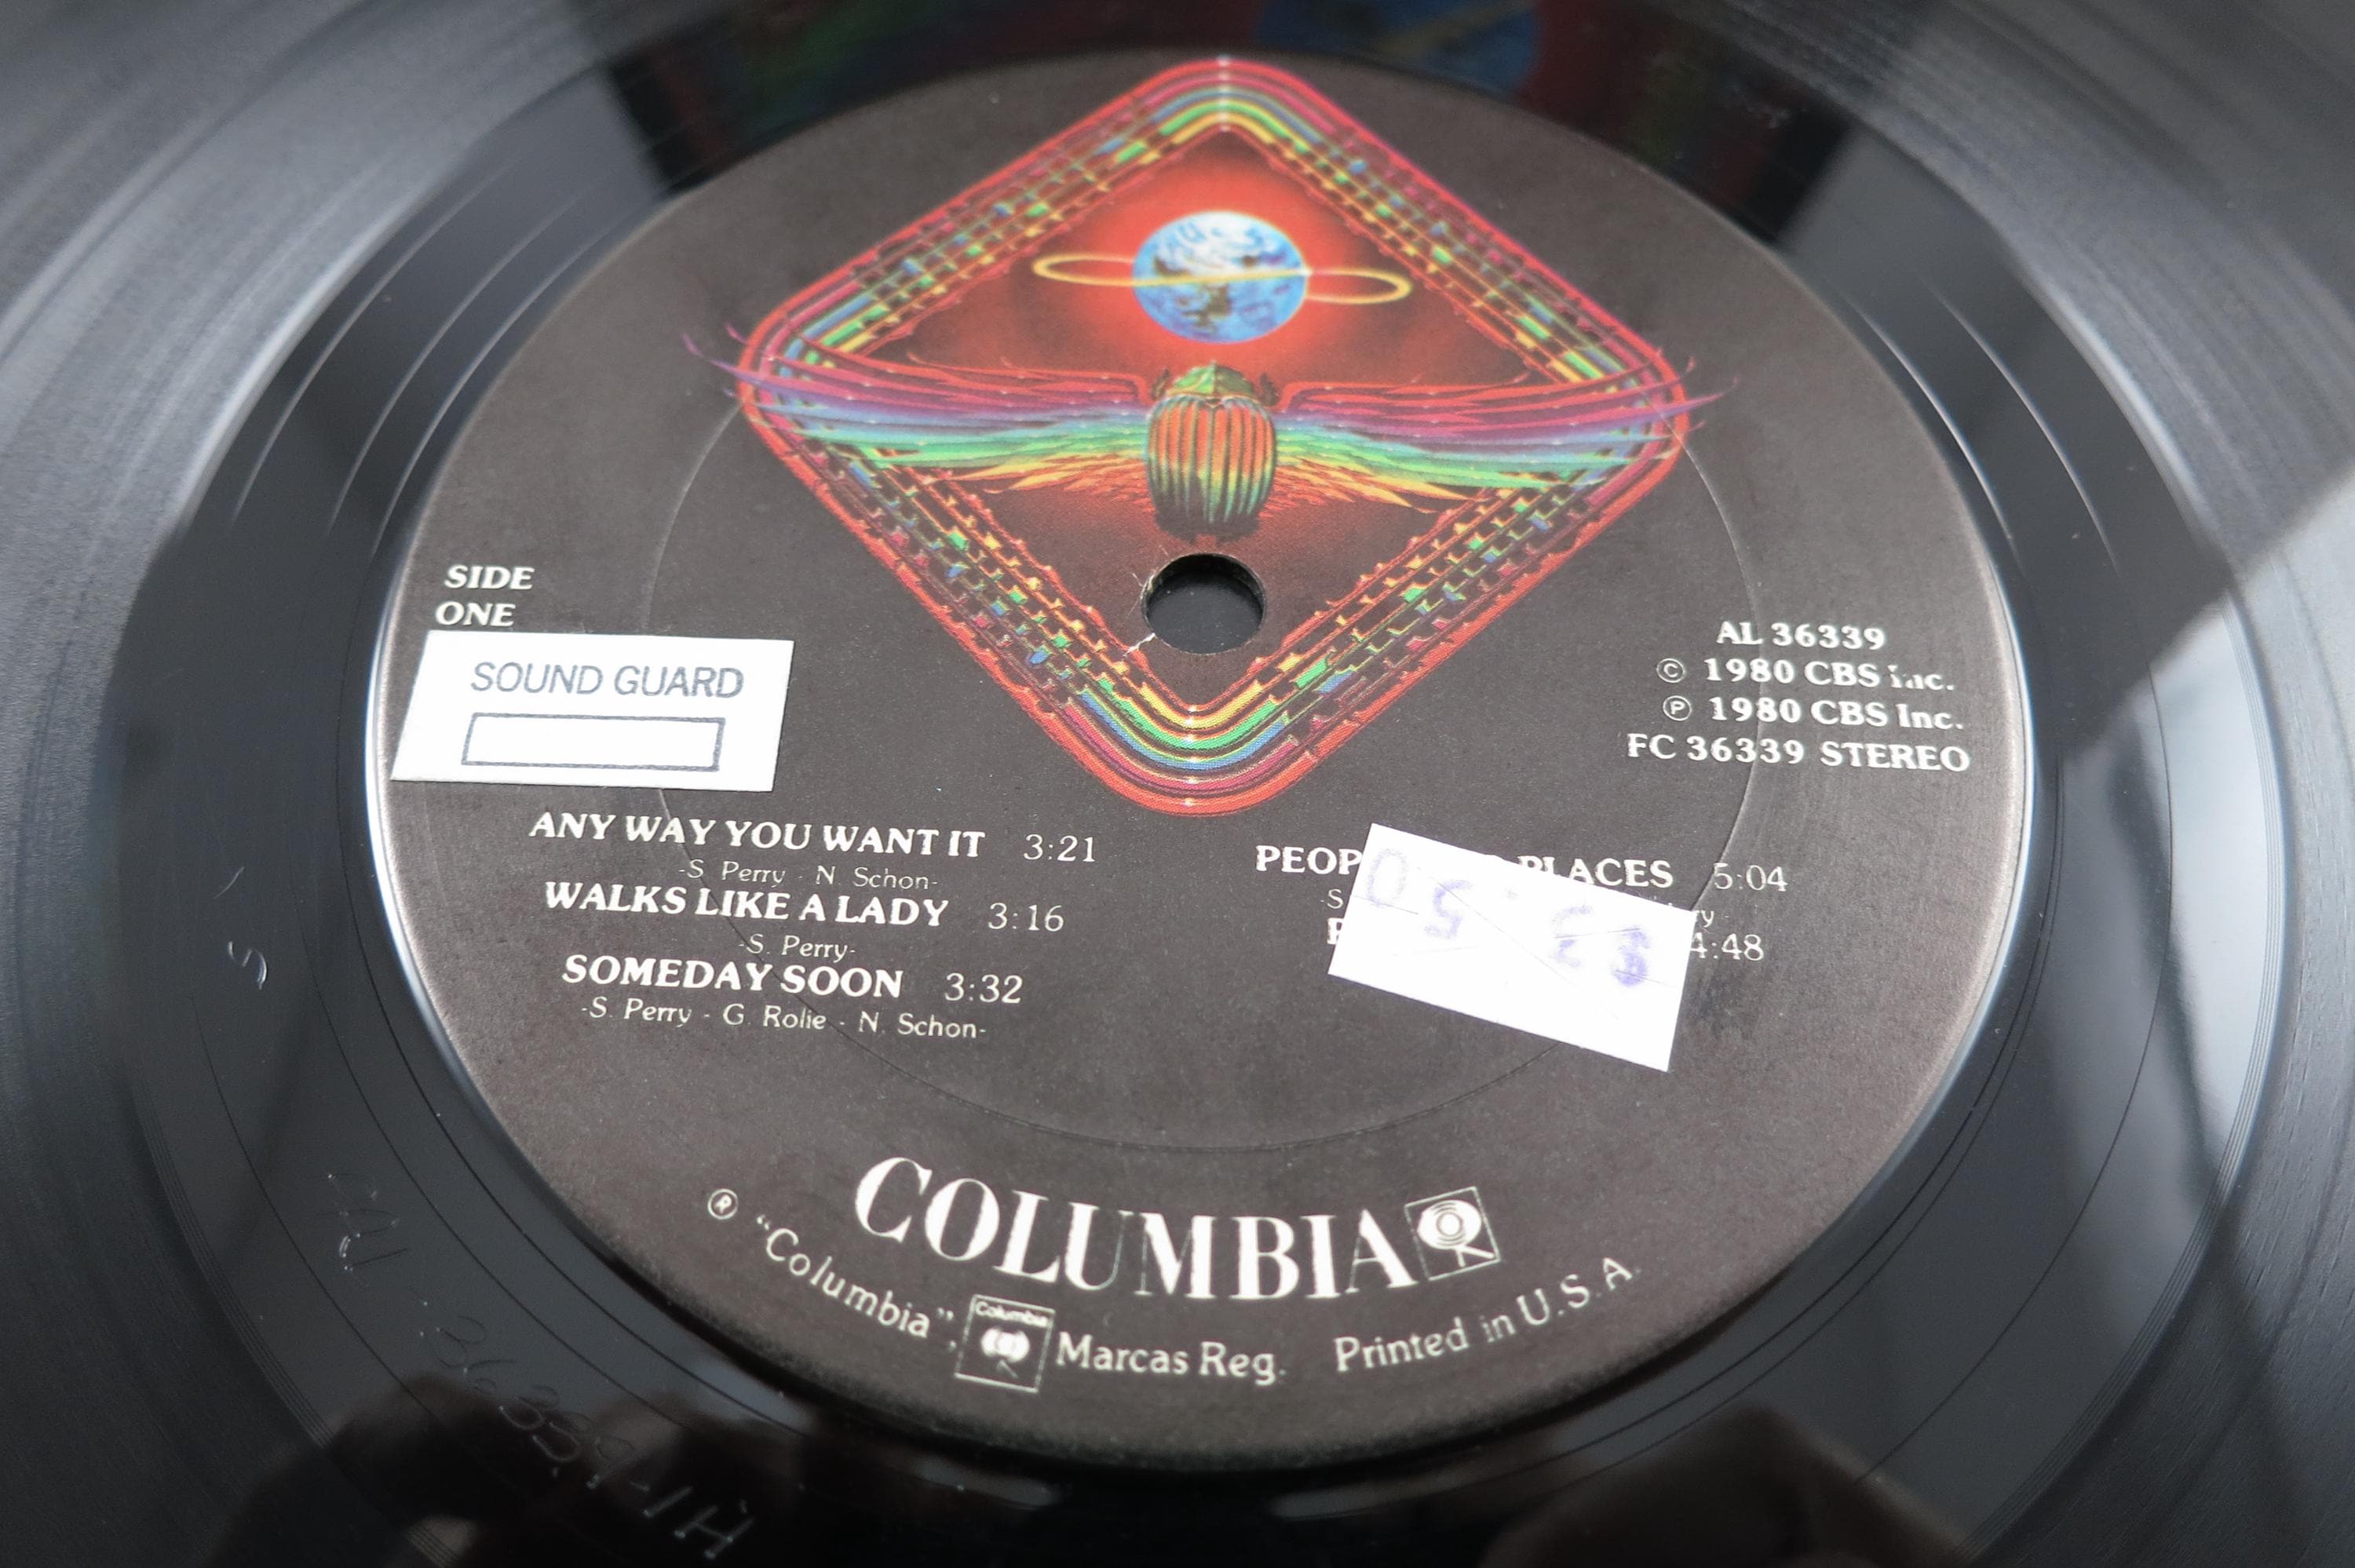 SIDE
ONE
SOUND GUARD
AL 36339
© 1980 CBS Inc.
℗ 1980 CBS Inc.
FC 36339 STEREO
ANY WAY YOU WANT IT 3:21
-S. Perry - N. Schon-
WALKS LIKE A LADY 3:16
-S. Perry-
SOMEDAY SOON 3:32
-S. Perry - G. Rolie - N. Schon-
PLACES 5:04
4:48
COLUMBIA
® "Columbia", Columbia Marcas Reg. Printed in U.S.A.